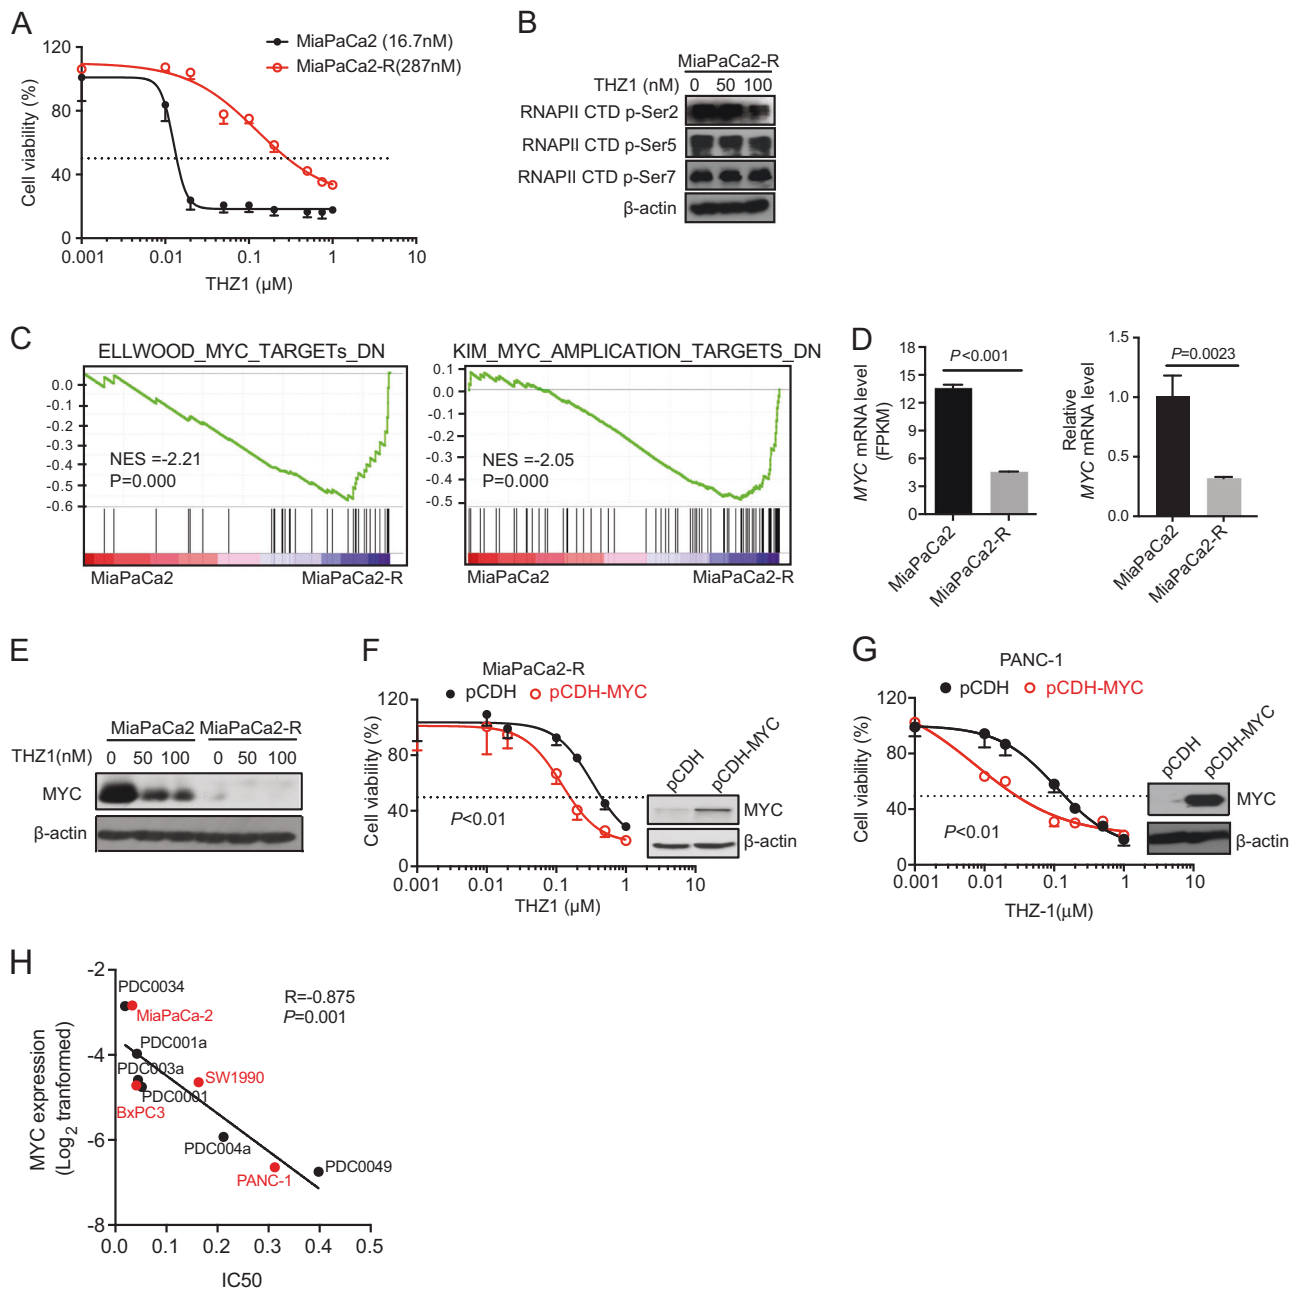 A
MiaPaCa2 (16.7nM)
MiaPaCa2-R(287nM)
Cell viability (%)
120
80
40
0
0.001
0.01
0.1
1
10
THZ1 (µM)
B
MiaPaCa2-R
THZ1 (nM) 0 50 100
RNAPII CTD p-Ser2
RNAPII CTD p-Ser5
RNAPII CTD p-Ser7
β-actin
C
ELLWOOD_MYC_TARGETs_DN
0.0
-0.1
-0.2
-0.3
-0.4
-0.5
-0.6
NES =-2.21
P=0.000
MiaPaCa2
MiaPaCa2-R
KIM_MYC_AMPLICATION_TARGETS_DN
0.1
0.0
-0.1
-0.2
-0.3
-0.4
-0.5
NES =-2.05
P=0.000
MiaPaCa2
MiaPaCa2-R
D
MYC mRNA level
(FPKM)
18
15
12
9
6
3
0
P<0.001
MiaPaCa2
MiaPaCa2-R
Relative
MYC mRNA level
1.5
1.0
0.5
0.0
P=0.0023
MiaPaCa2
MiaPaCa2-R
E
MiaPaCa2 MiaPaCa2-R
THZ1(nM) 0 50 100 0 50 100
MYC
β-actin
F
MiaPaCa2-R
pCDH pCDH-MYC
Cell viability (%)
120
80
40
0
P<0.01
pCDH
pCDH-MYC
MYC
β-actin
0.001
0.01
0.1
1
10
THZ1 (µM)
G
PANC-1
pCDH pCDH-MYC
Cell viability (%)
120
80
40
0
P<0.01
pCDH
pCDH-MYC
MYC
β-actin
0.001
0.01
0.1
1
10
THZ-1(µM)
H
MYC expression
(Log2 tranformed)
-2
-4
-6
-8
PDC0034
MiaPaCa-2
R=-0.875
P=0.001
PDC001a
PDC003a
SW1990
PDC0001
BxPC3
PDC004a
PDC0049
PANC-1
0.0
0.1
0.2
0.3
0.4
0.5
IC50